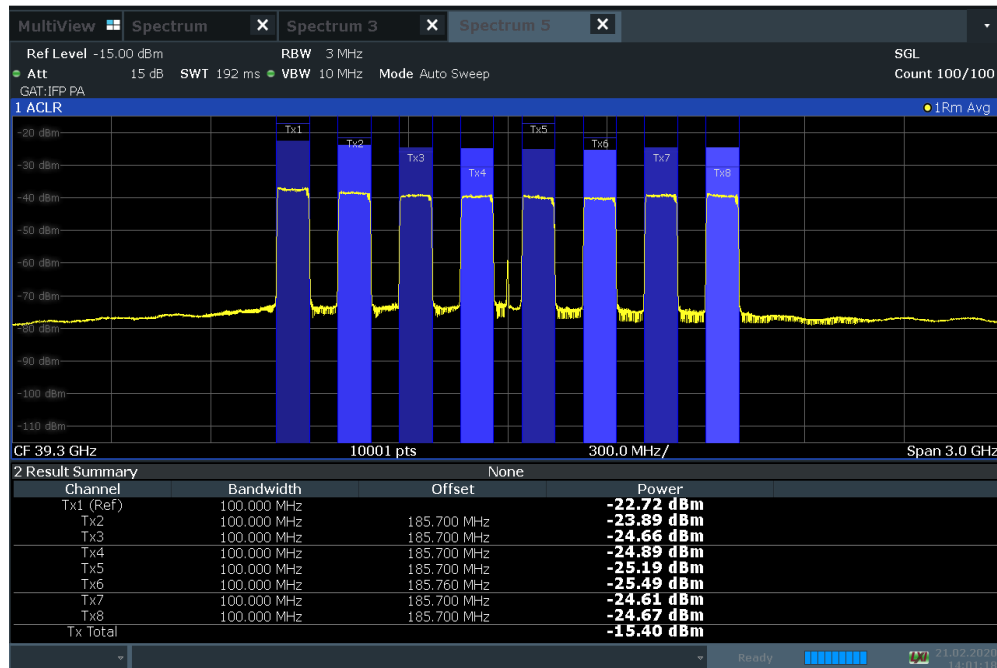 MultiView Spectrum X Spectrum 3 X Spectrum 5 X
Ref Level -15.00 dBm RBW 3 MHz SGL
Att 15 dB SWT 192 ms VBW 10 MHz Mode Auto Sweep Count 100/100
GAT:IFP PA
1 ACLR 1Rm Avg
-20 dBm
Tx1 Tx5
Tx2 Tx6
Tx3 Tx7
-30 dBm
Tx4 Tx8
-40 dBm
-50 dBm
-60 dBm
-70 dBm
-80 dBm
-90 dBm
-100 dBm
-110 dBm
CF 39.3 GHz 10001 pts 300.0 MHz/ Span 3.0 GHz
2 Result Summary None
Channel Bandwidth Offset Power
Tx1 (Ref) 100.000 MHz -22.72 dBm
Tx2 100.000 MHz 185.700 MHz -23.89 dBm
Tx3 100.000 MHz 185.700 MHz -24.66 dBm
Tx4 100.000 MHz 185.700 MHz -24.89 dBm
Tx5 100.000 MHz 185.700 MHz -25.19 dBm
Tx6 100.000 MHz 185.760 MHz -25.49 dBm
Tx7 100.000 MHz 185.700 MHz -24.61 dBm
Tx8 100.000 MHz 185.700 MHz -24.67 dBm
Tx Total -15.40 dBm
Ready LXI 21.02.2020
14:01:10